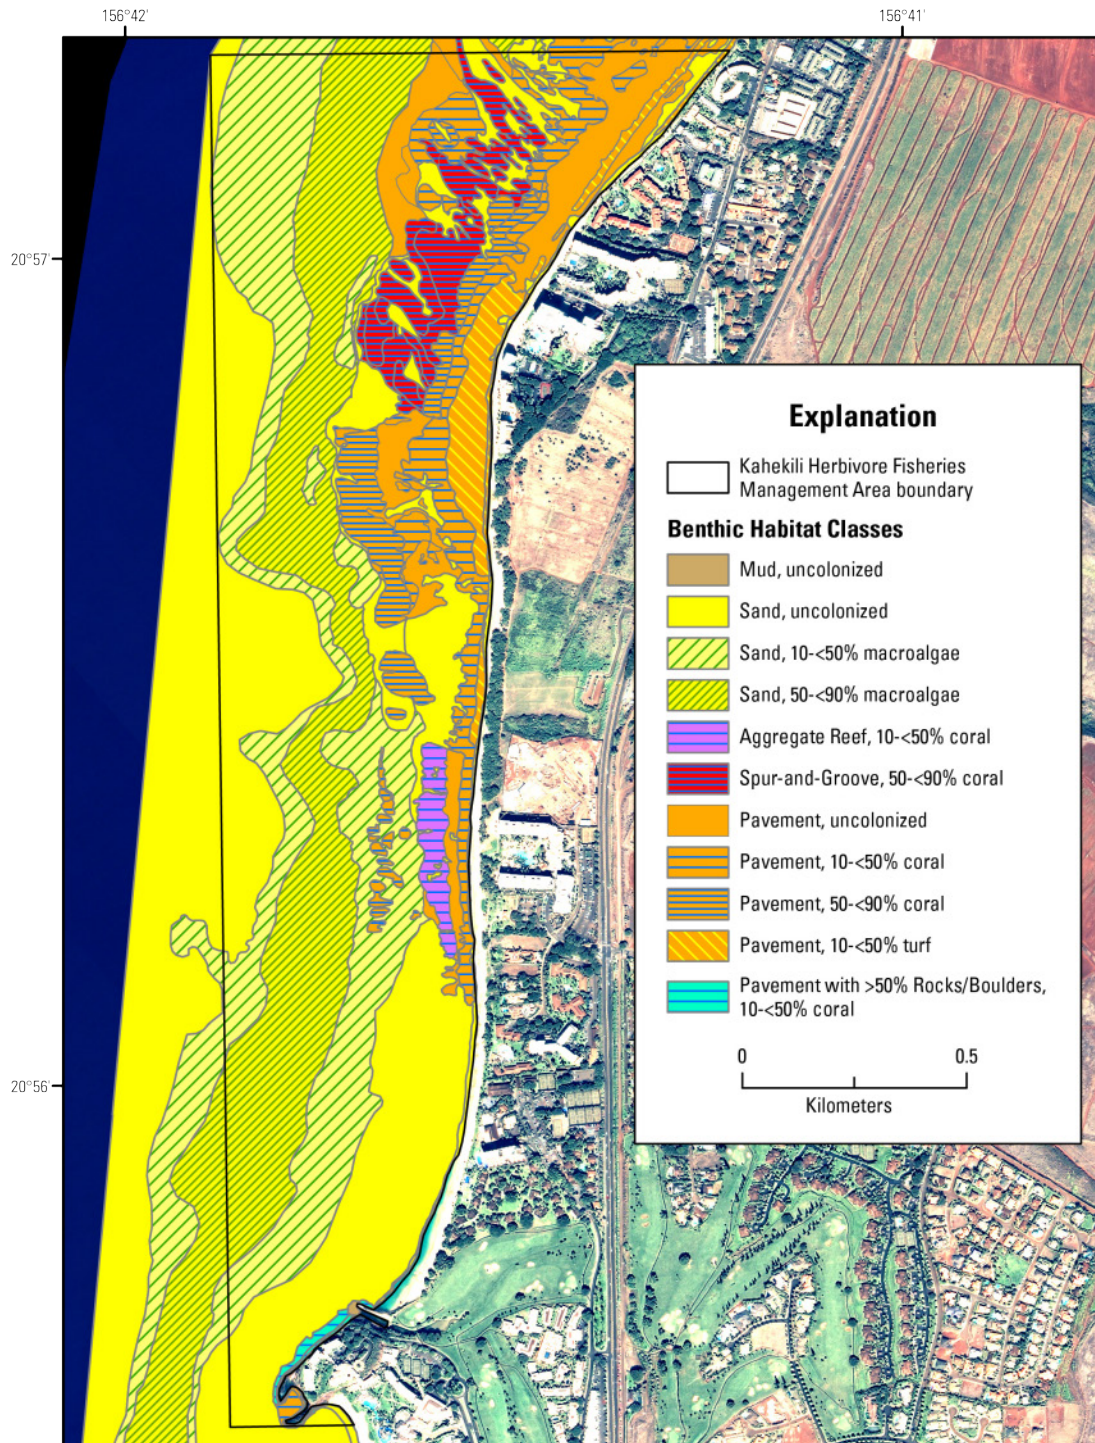 156°42'
156°41'
20°57'
20°56'
Explanation
Kahekili Herbivore Fisheries
Management Area boundary
Benthic Habitat Classes
Mud, uncolonized
Sand, uncolonized
Sand, 10-<50% macroalgae
Sand, 50-<90% macroalgae
Aggregate Reef, 10-<50% coral
Spur-and-Groove, 50-<90% coral
Pavement, uncolonized
Pavement, 10-<50% coral
Pavement, 50-<90% coral
Pavement, 10-<50% turf
Pavement with >50% Rocks/Boulders,
10-<50% coral
0 0.5
Kilometers